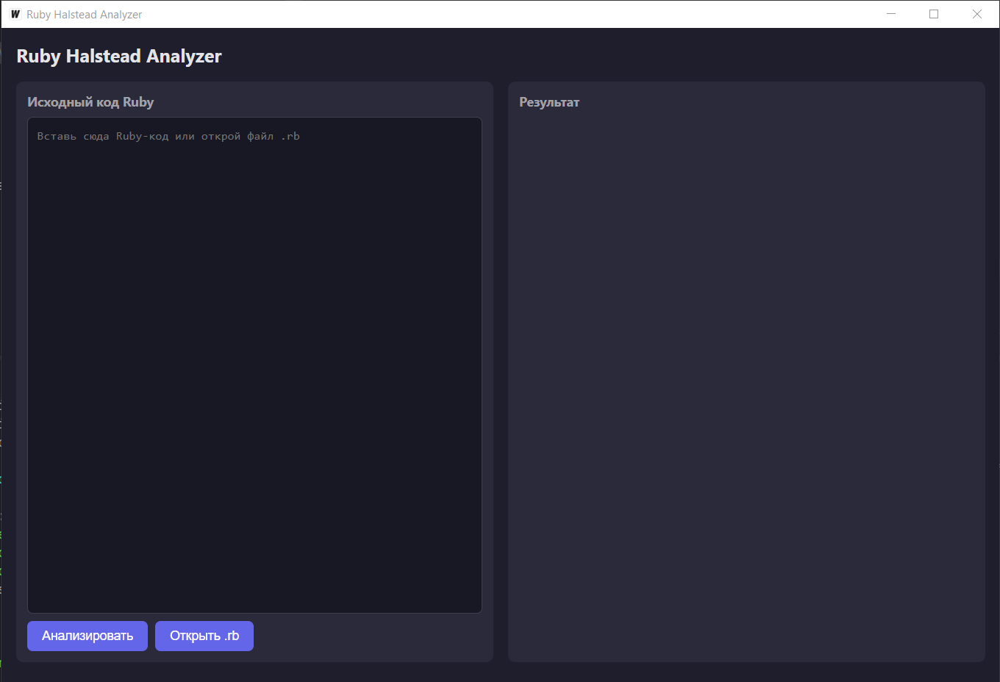 W Ruby Halstead Analyzer
Ruby Halstead Analyzer
Исходный код Ruby
Вставь сюда Ruby-код или открой файл .rb
Анализировать
Открыть .rb
Результат